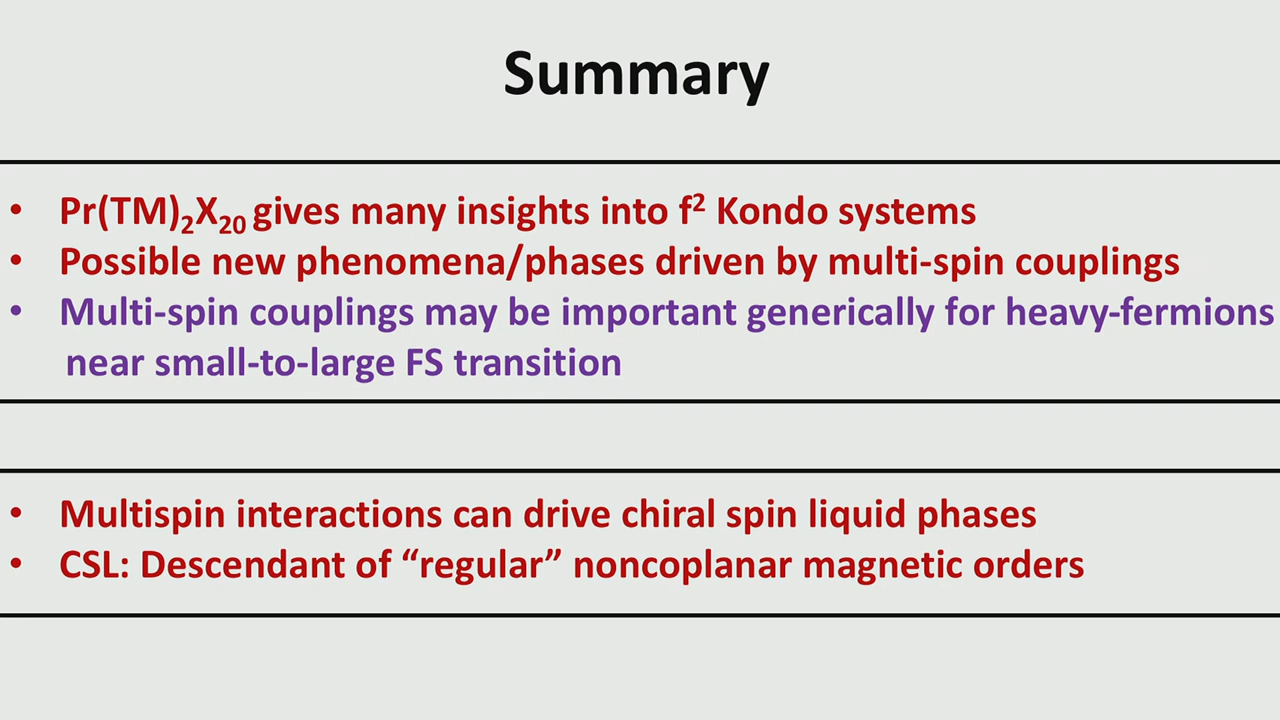 Summary
• Pr(TM)₂X₂₀ gives many insights into f² Kondo systems
• Possible new phenomena/phases driven by multi-spin couplings
• Multi-spin couplings may be important generically for heavy-fermions
near small-to-large FS transition
• Multispin interactions can drive chiral spin liquid phases
• CSL: Descendant of “regular” noncoplanar magnetic orders